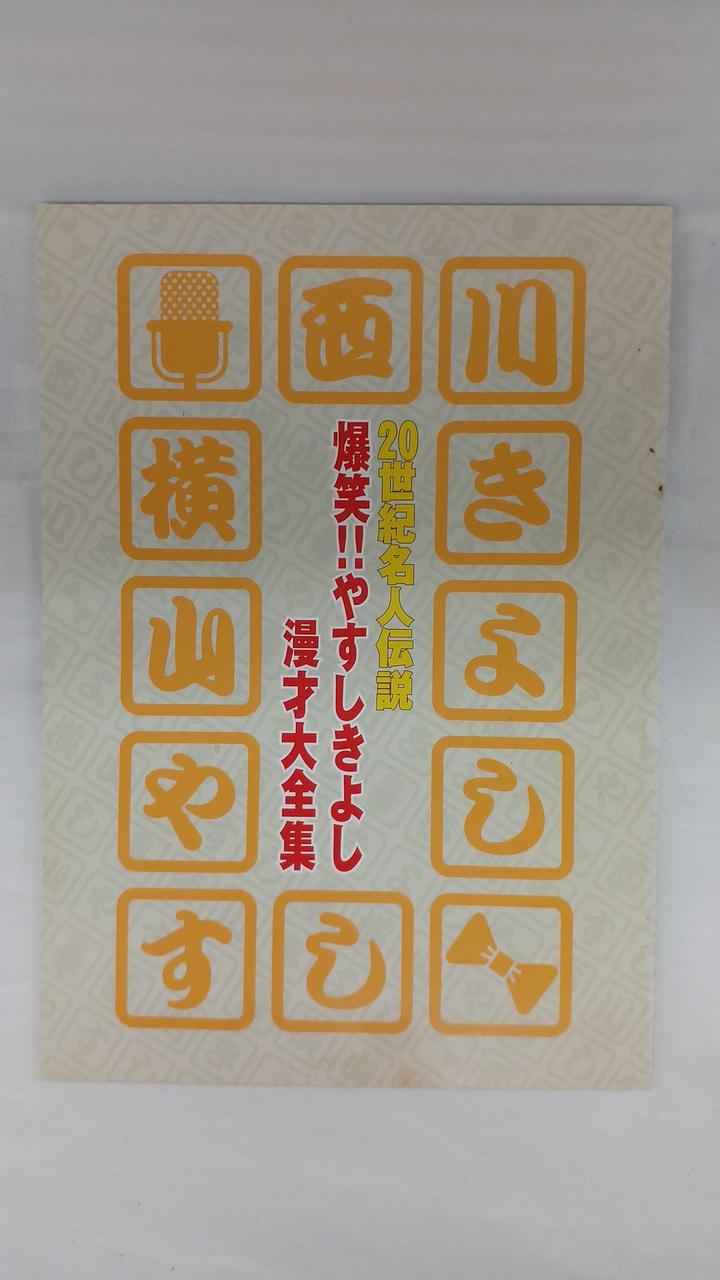 西川きよし
横山やすし
20世紀名人伝説
爆笑!!やすしきよし
漫才大全集